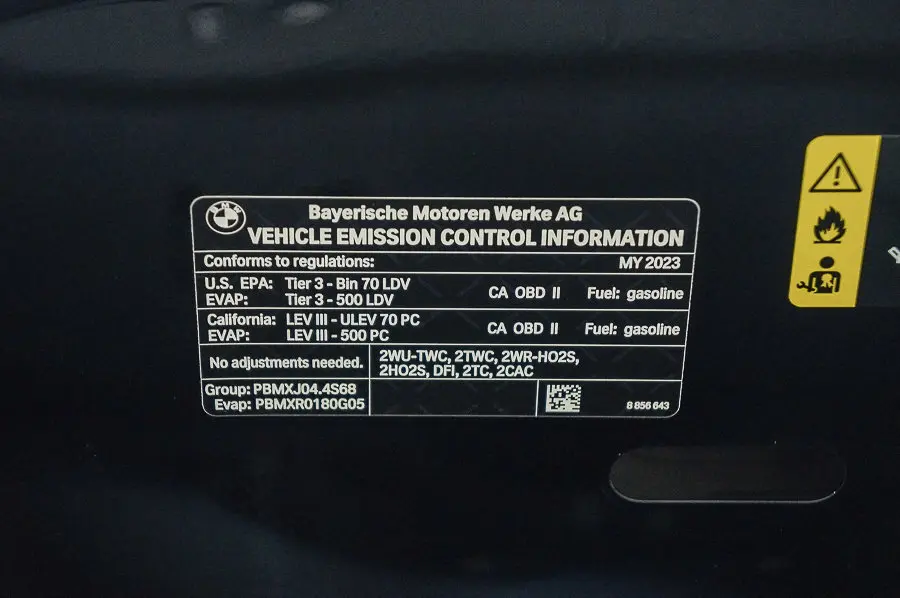 BMW
Bayerische Motoren Werke AG
VEHICLE EMISSION CONTROL INFORMATION
Conforms to regulations: MY 2023
U.S. EPA: Tier 3 - Bin 70 LDV
EVAP: Tier 3 - 500 LDV
CA OBD II Fuel: gasoline
California: LEV III - ULEV 70 PC
EVAP: LEV III - 500 PC
CA OBD II Fuel: gasoline
No adjustments needed.
2WU-TWC, 2TWC, 2WR-HO2S,
2HO2S, DFI, 2TC, 2CAC
Group: PBMXJ04.4S68
Evap: PBMXR0180G05
8 856 643